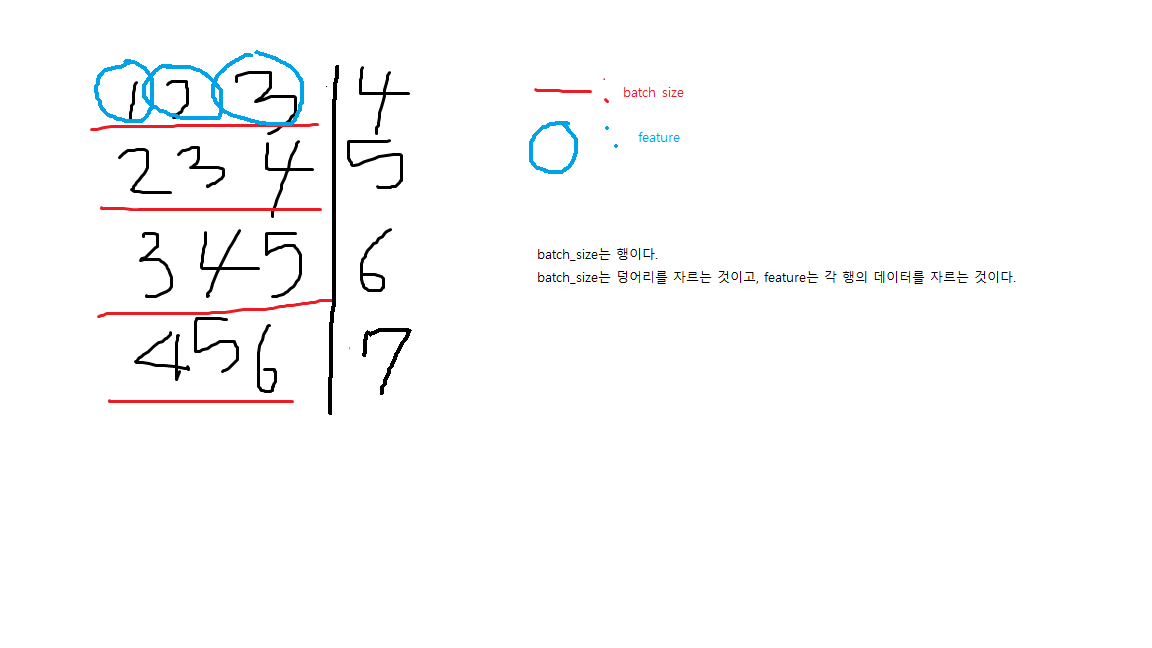 1 2 3 4
2 3 4 5
3 4 5 6
4 5 6 7
: batch size
: feature
batch_size는 행이다.
batch_size는 덩어리를 자르는 것이고, feature는 각 행의 데이터를 자르는 것이다.